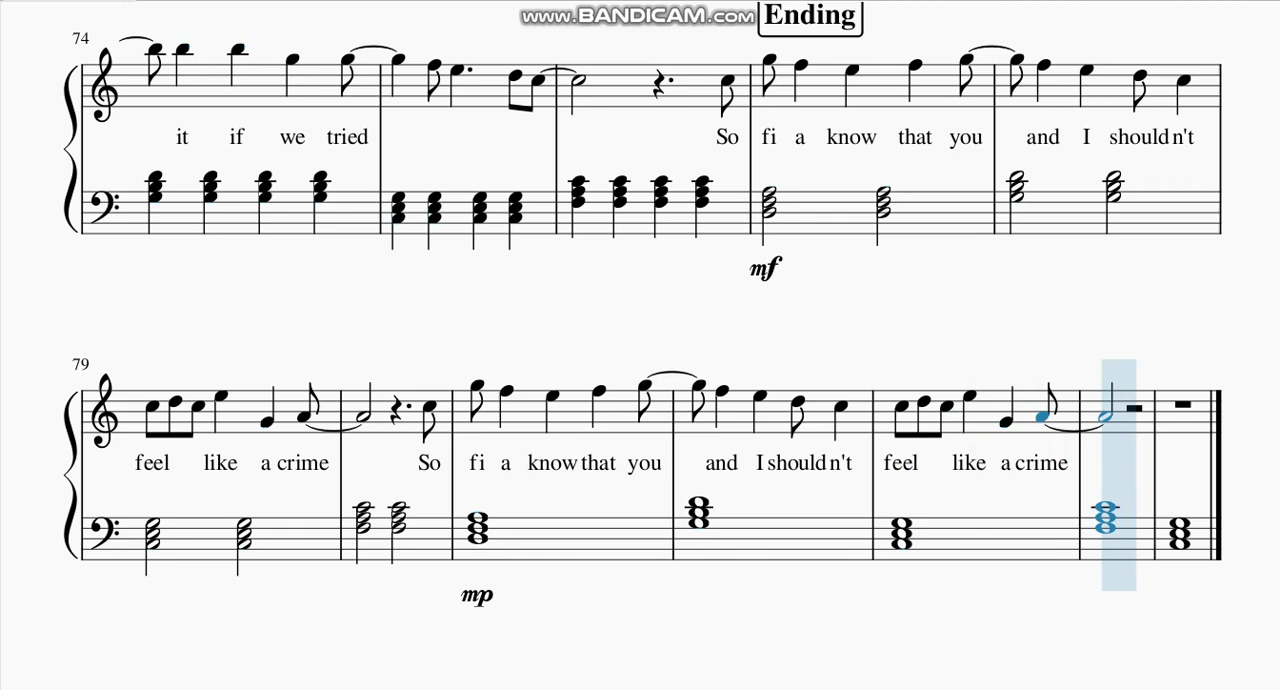 www.BANDICAM.com
Ending
74
it if we tried So fi a know that you and I shouldn't
mf
79
feel like a crime So fi a know that you and I shouldn't feel like a crime
mp